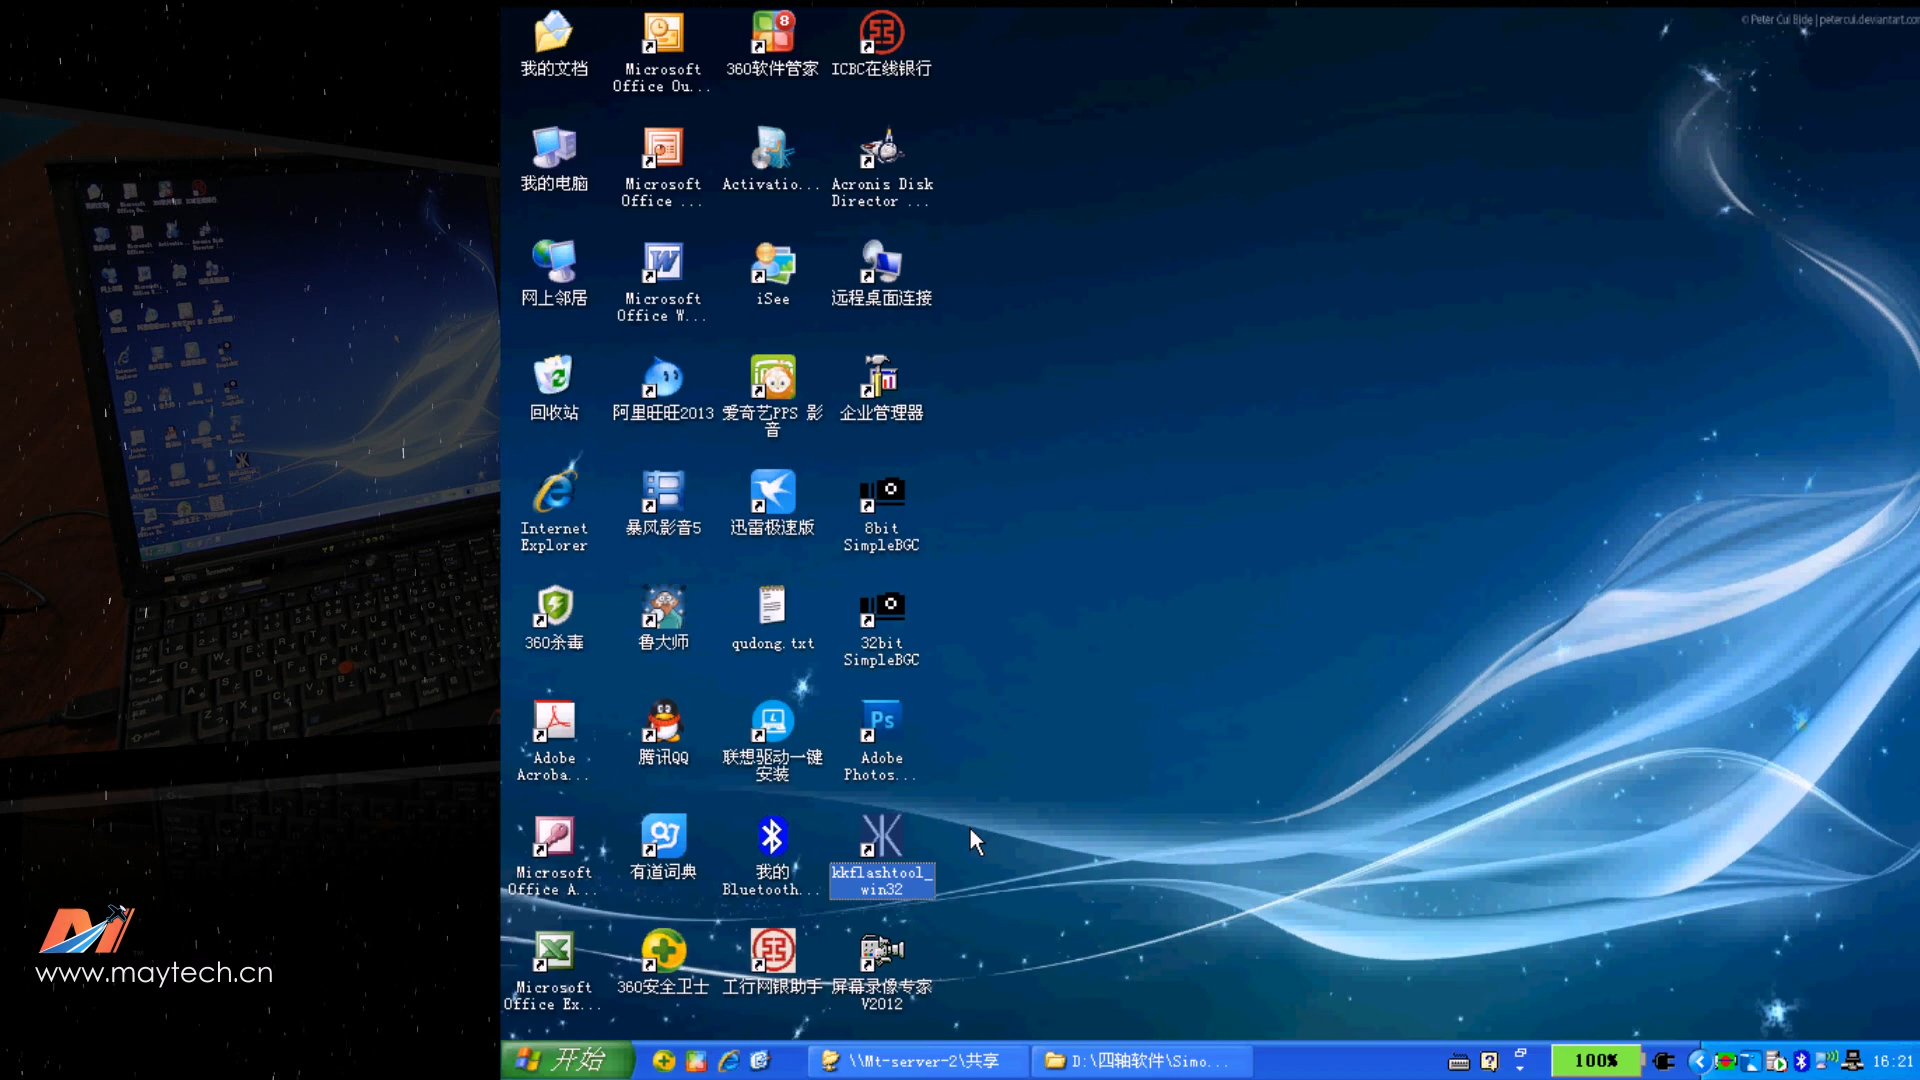 © Peter Cui Bjde | petercui.deviantart.com
我的文档
Microsoft
Office Ou...
8
360软件管家
ICBC在线银行
我的电脑
Microsoft
Office ...
Activatio...
Acronis Disk
Director ...
网上邻居
Microsoft
Office W...
iSee
远程桌面连接
回收站
阿里旺旺2013
爱奇艺PPS 影
音
企业管理器
Internet
Explorer
暴风影音5
迅雷极速版
8bit
SimpleBGC
360杀毒
鲁大师
qudong.txt
32bit
SimpleBGC
Adobe
Acroba...
腾讯QQ
联想驱动一键
安装
Ps
Adobe
Photos...
Microsoft
Office A...
有道词典
我的
Bluetooth...
kkflashtool_
win32
Microsoft
Office Ex...
360安全卫士
工行网银助手
屏幕录像专家
V2012
www.maytech.cn
开始
\\Mt-server-2\共享
D:\四轴软件\Simo...
100%
16:21